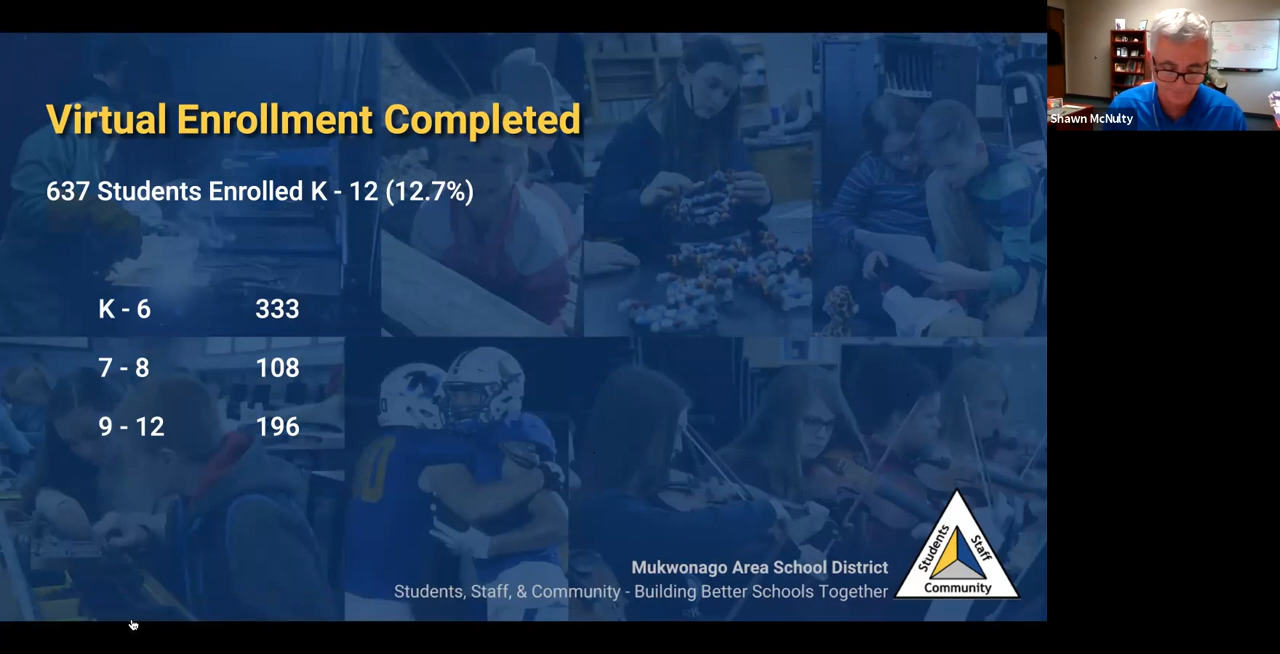 Virtual Enrollment Completed
637 Students Enrolled K - 12 (12.7%)
K - 6 333
7 - 8 108
9 - 12 196
Mukwonago Area School District
Students, Staff, & Community - Building Better Schools Together
Students
Staff
Community
Shawn McNulty